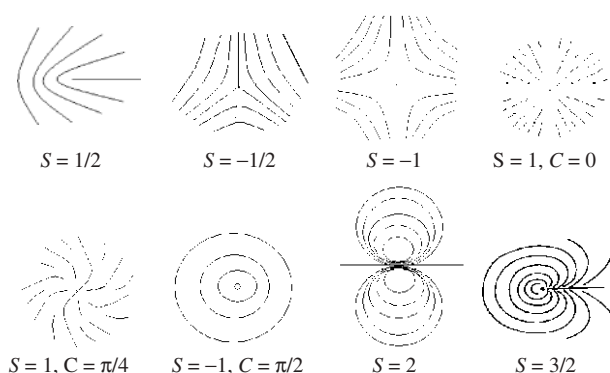 S = 1/2
S = −1/2
S = −1
S = 1, C = 0
S = 1, C = π/4
S = −1, C = π/2
S = 2
S = 3/2